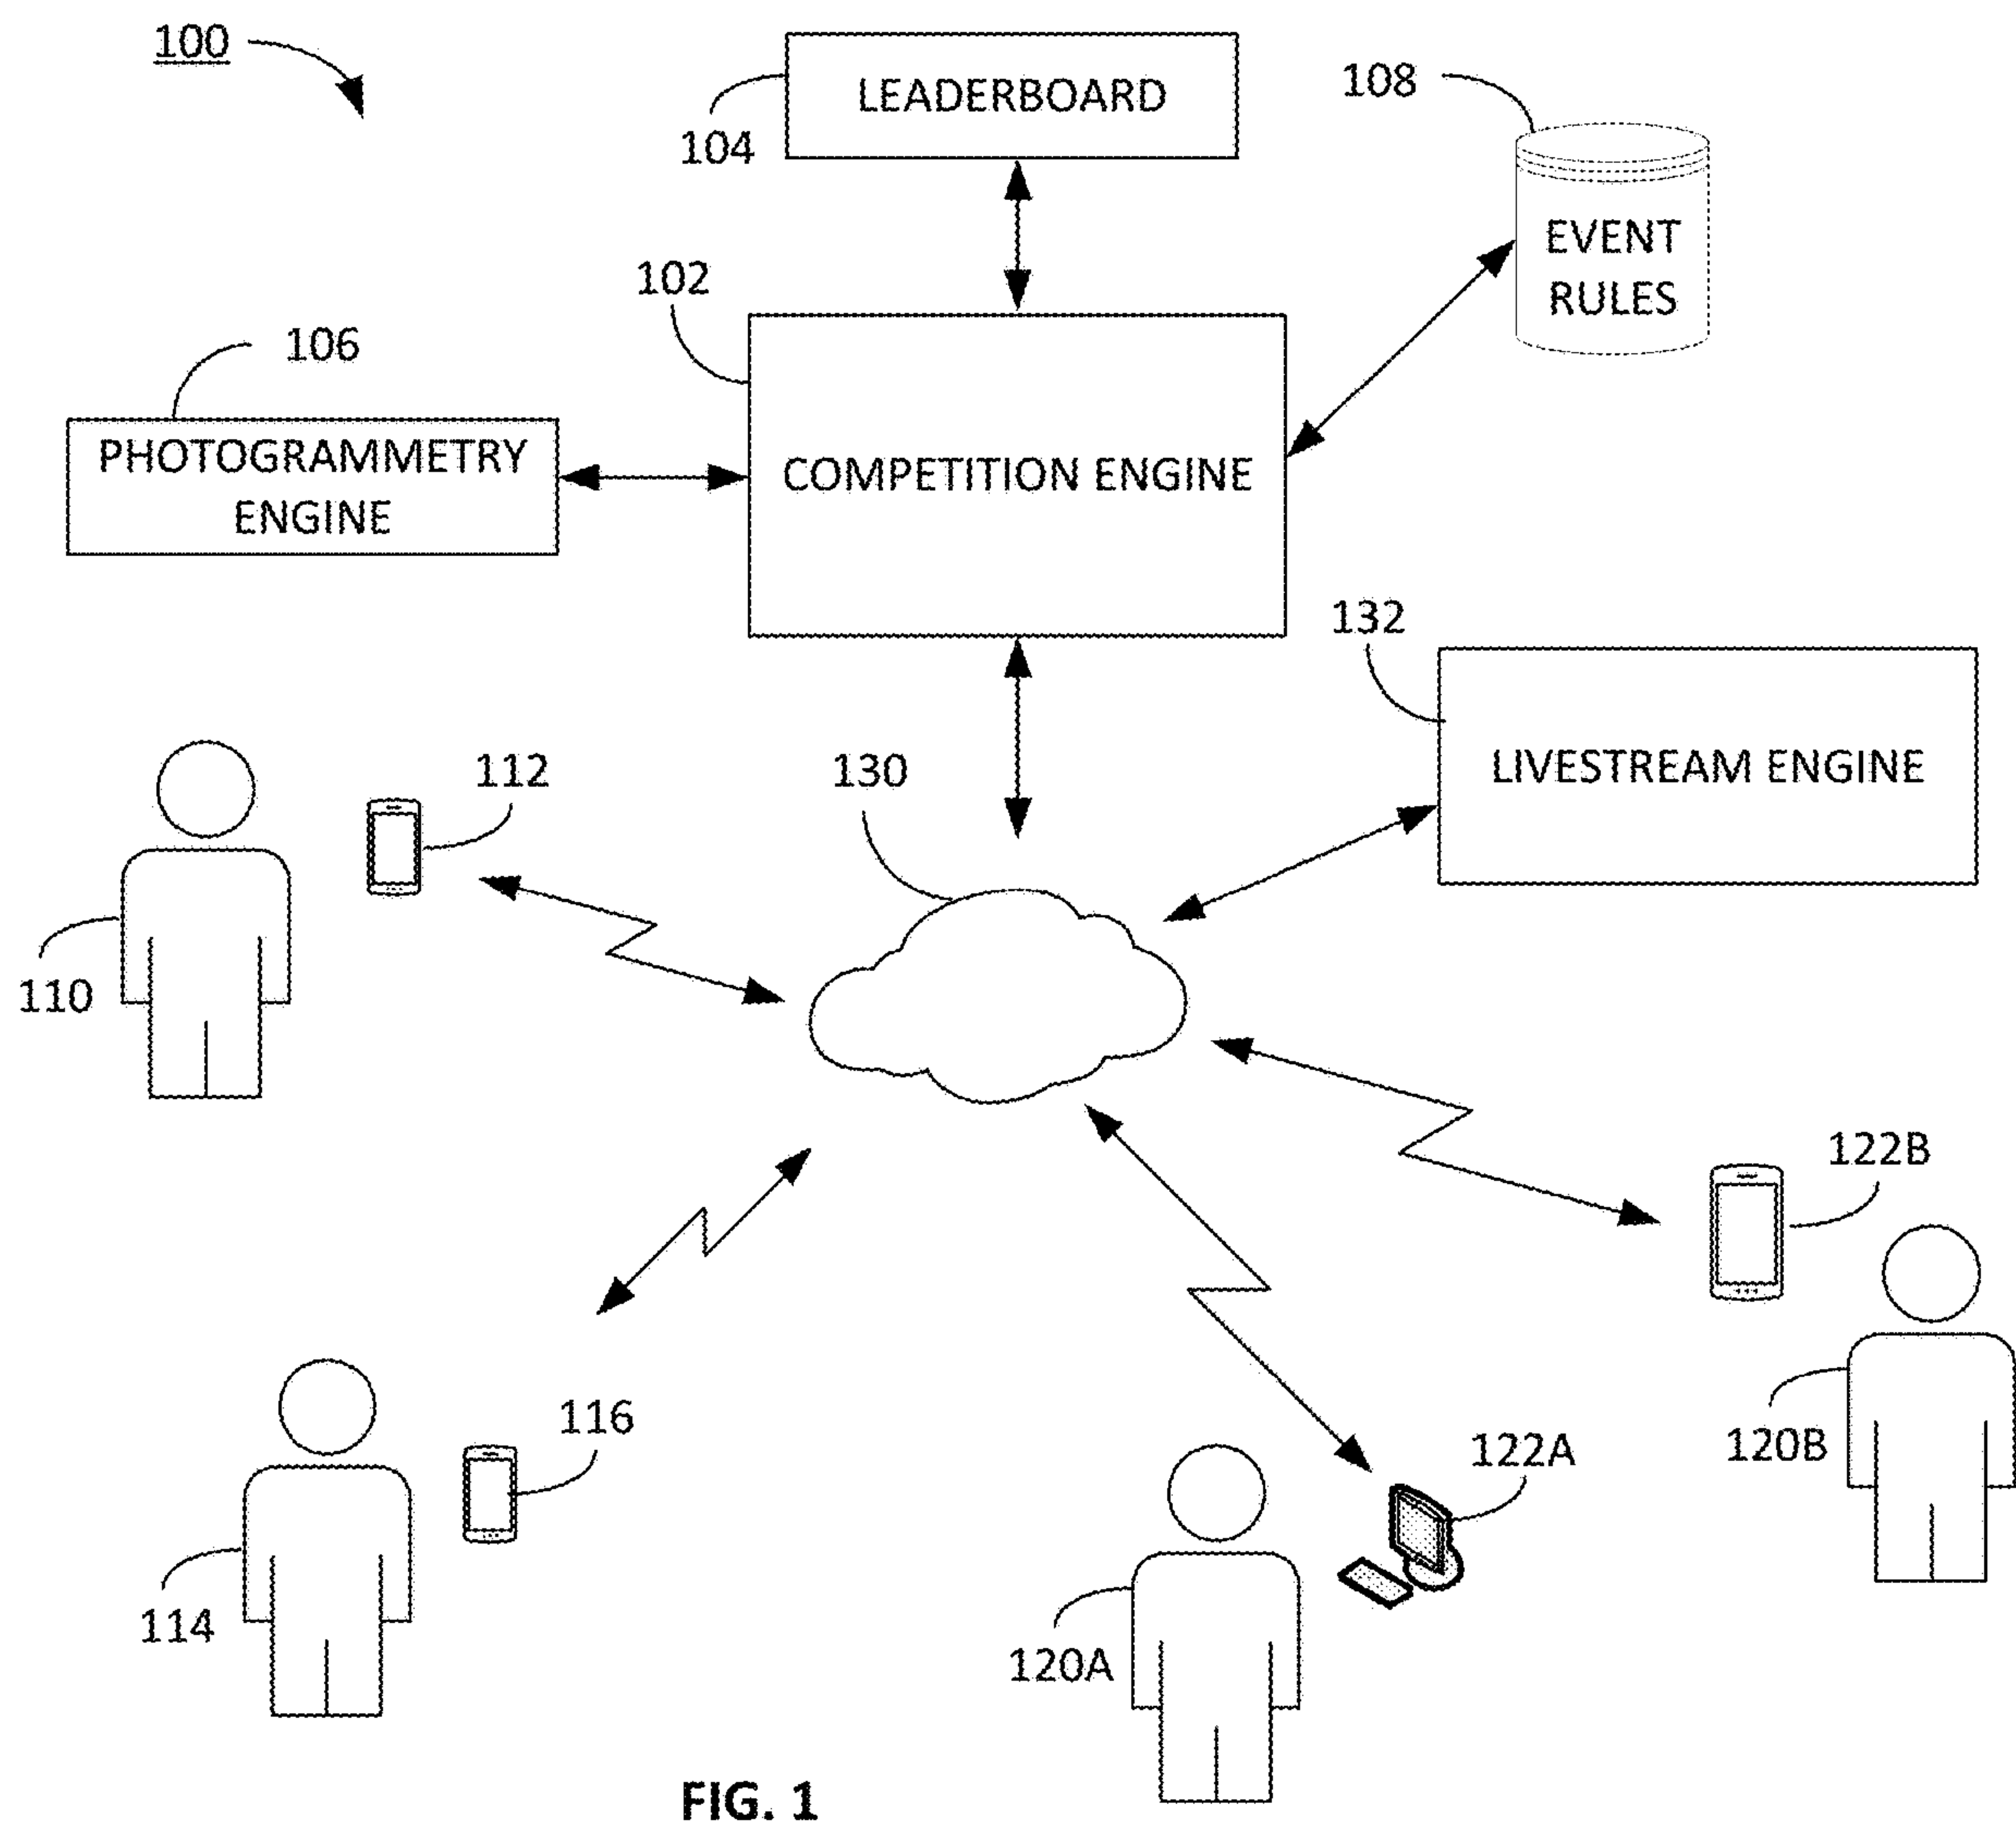 100
LEADERBOARD
104
108
EVENT
RULES
102
106
PHOTOGRAMMETRY
ENGINE
COMPETITION ENGINE
132
LIVESTREAM ENGINE
112
130
110
122B
116
120B
122A
114
120A
FIG. 1